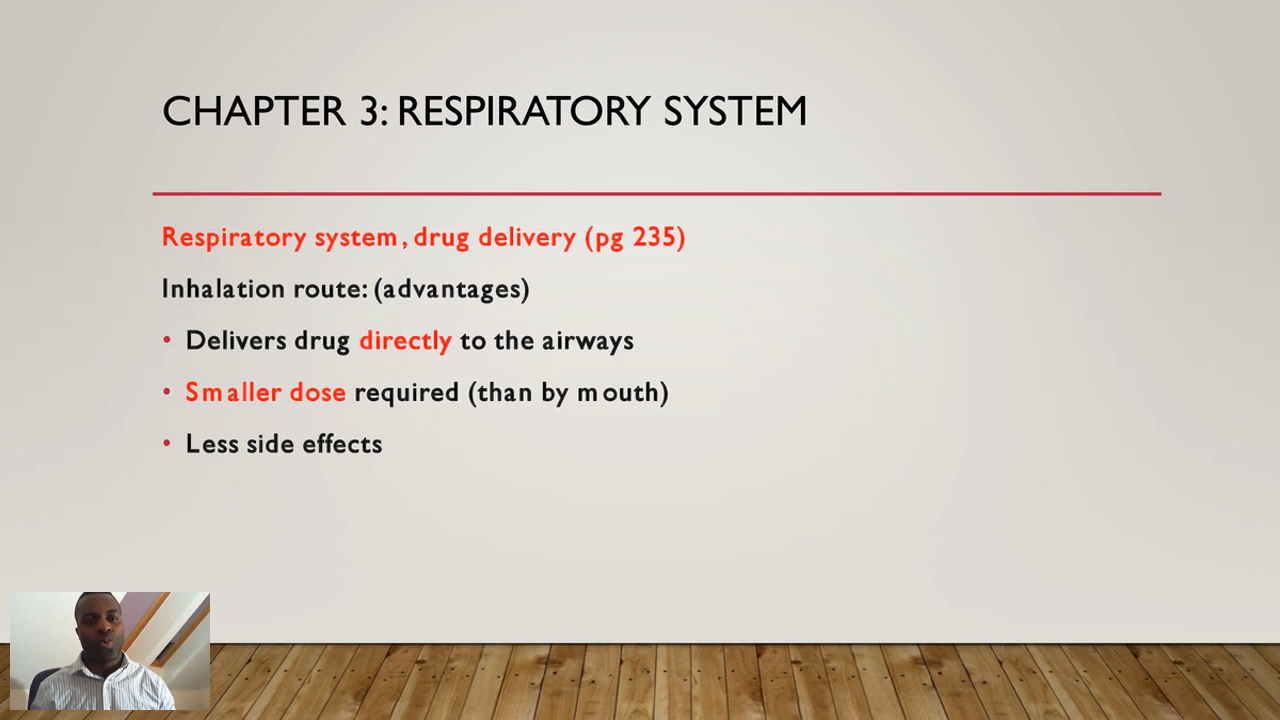 CHAPTER 3: RESPIRATORY SYSTEM
Respiratory system, drug delivery (pg 235)
Inhalation route: (advantages)
• Delivers drug directly to the airways
• Smaller dose required (than by mouth)
• Less side effects